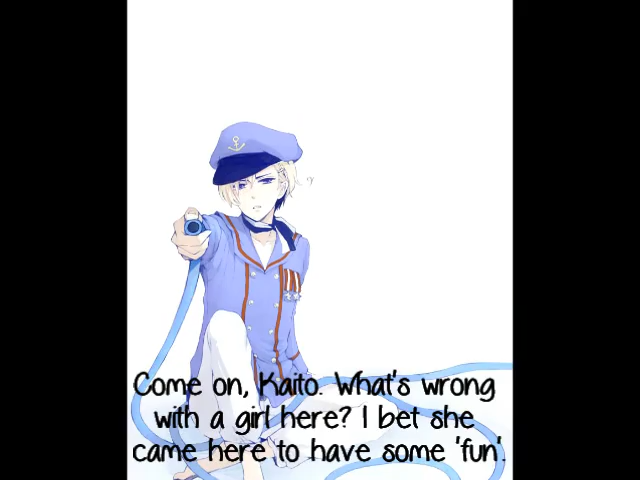 Come on, Kaito. What's wrong
with a girl here? I bet she
came here to have some 'fun'.